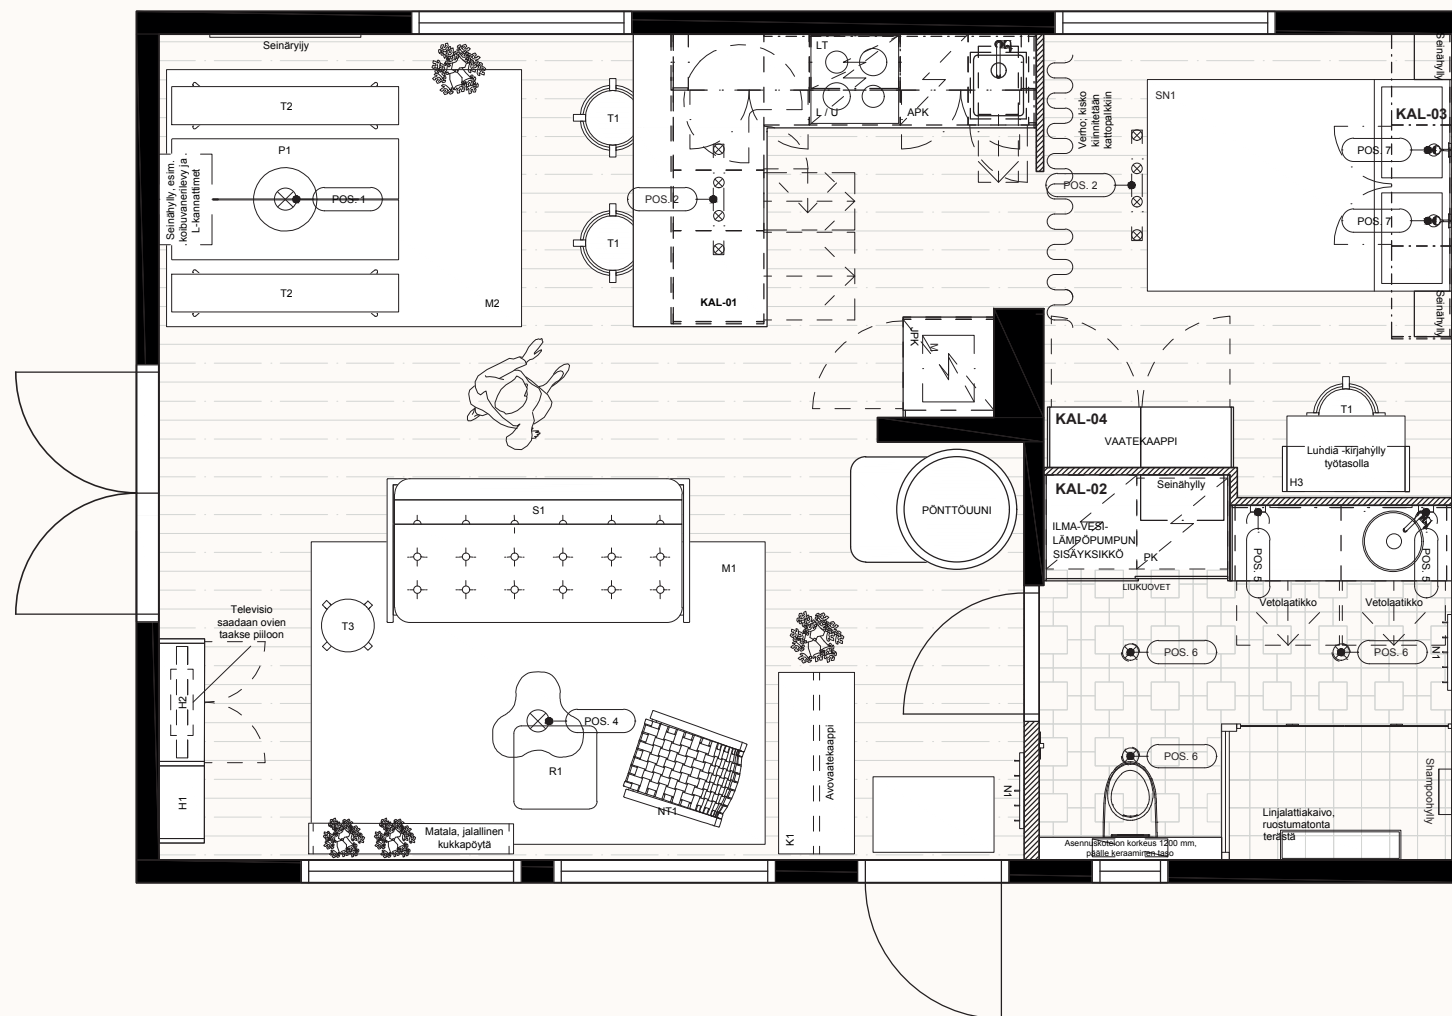 Seinäryijy
T2
P1
Seinähylly, esim.
koibuvanerilevy ja
L-kannattimet
POS. 1
T2
M2
T1
T1
POS. 2
KAL-01
LT
L / U
APK
JPK
M
Verho; kisko
kiinnitetään
kattopalkkiin
POS. 2
SN1
Seinähylly
KAL-03
POS. 7
POS. 7
Seinähylly
KAL-04
VAATEKAAPPI
T1
Lundia -kirjahylly
työtasolla
H3
KAL-02
Seinähylly
ILMA-VESI-
LÄMPÖPUMPUN
SISÄYKSIKKÖ
PK
LIUKUOVET
PÖNTTÖUUNI
S1
M1
T3
Televisio
saadaan ovien
taakse piiloon
H2
H1
POS. 4
R1
NT1
Matala, jalallinen
kukkapöytä
Avovaatekaappi
K1
N1
POS. 5
POS. 5
Vetolaatikko
Vetolaatikko
POS. 6
POS. 6
N1
POS. 6
Shampoohylly
Linjalattiakaivo,
ruostumatonta
terästä
Asennuskotelon korkeus 1200 mm,
päälle keraaminen taso